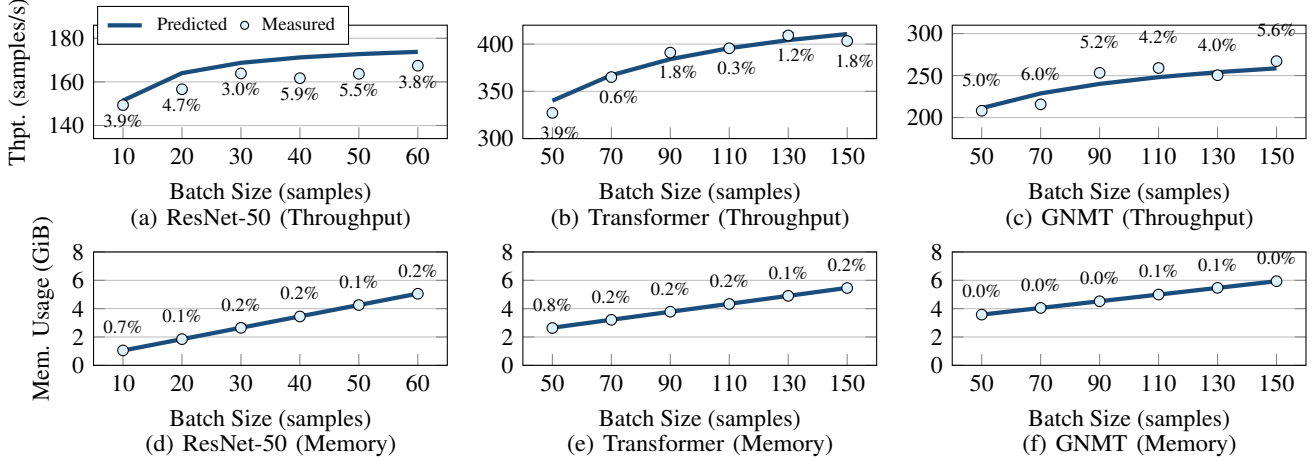 Predicted Measured
Thpt. (samples/s)
180
160
140
3.9%
4.7%
3.0%
5.9%
5.5%
3.8%
10 20 30 40 50 60
Batch Size (samples)
(a) ResNet-50 (Throughput)
400
350
300
3.9%
0.6%
1.8%
0.3%
1.2%
1.8%
50 70 90 110 130 150
Batch Size (samples)
(b) Transformer (Throughput)
300
250
200
5.0%
6.0%
5.2%
4.2%
4.0%
5.6%
50 70 90 110 130 150
Batch Size (samples)
(c) GNMT (Throughput)
Mem. Usage (GiB)
8
6
4
2
0
0.7%
0.1%
0.2%
0.2%
0.1%
0.2%
10 20 30 40 50 60
Batch Size (samples)
(d) ResNet-50 (Memory)
8
6
4
2
0
0.8%
0.2%
0.2%
0.2%
0.1%
0.2%
50 70 90 110 130 150
Batch Size (samples)
(e) Transformer (Memory)
8
6
4
2
0
0.0%
0.0%
0.0%
0.1%
0.1%
0.0%
50 70 90 110 130 150
Batch Size (samples)
(f) GNMT (Memory)